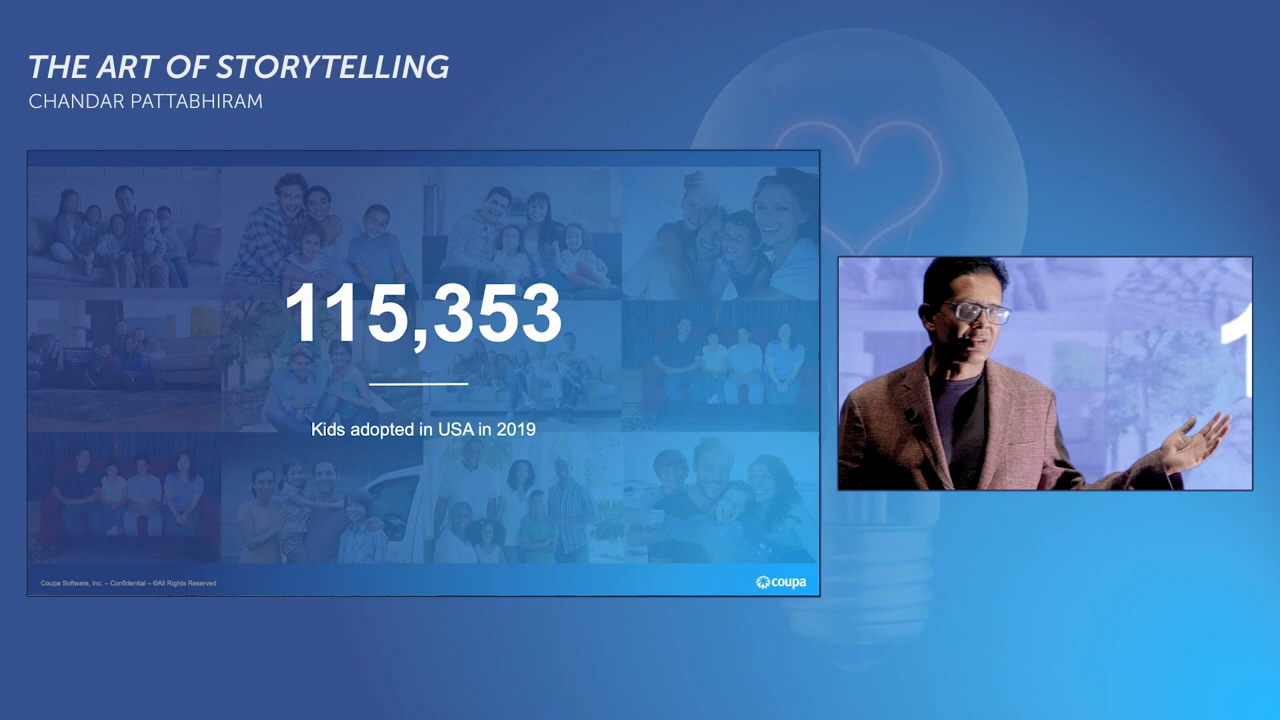 THE ART OF STORYTELLING
CHANDAR PATTABHIRAM
115,353
Kids adopted in USA in 2019
Coupa Software, Inc. – Confidential – ©All Rights Reserved
coupa
1